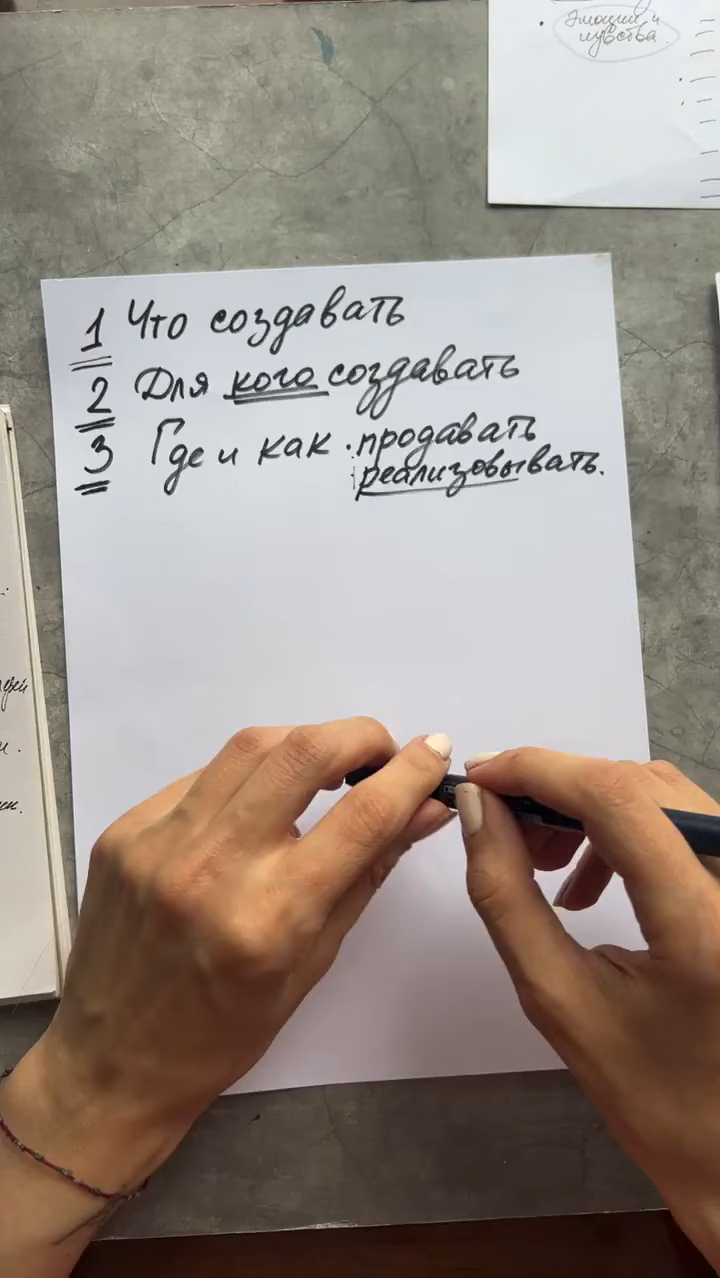 Эмоции и
чувства.
1 Что создавать
2 Для кого создавать
3 Где и как продавать
реализовывать.